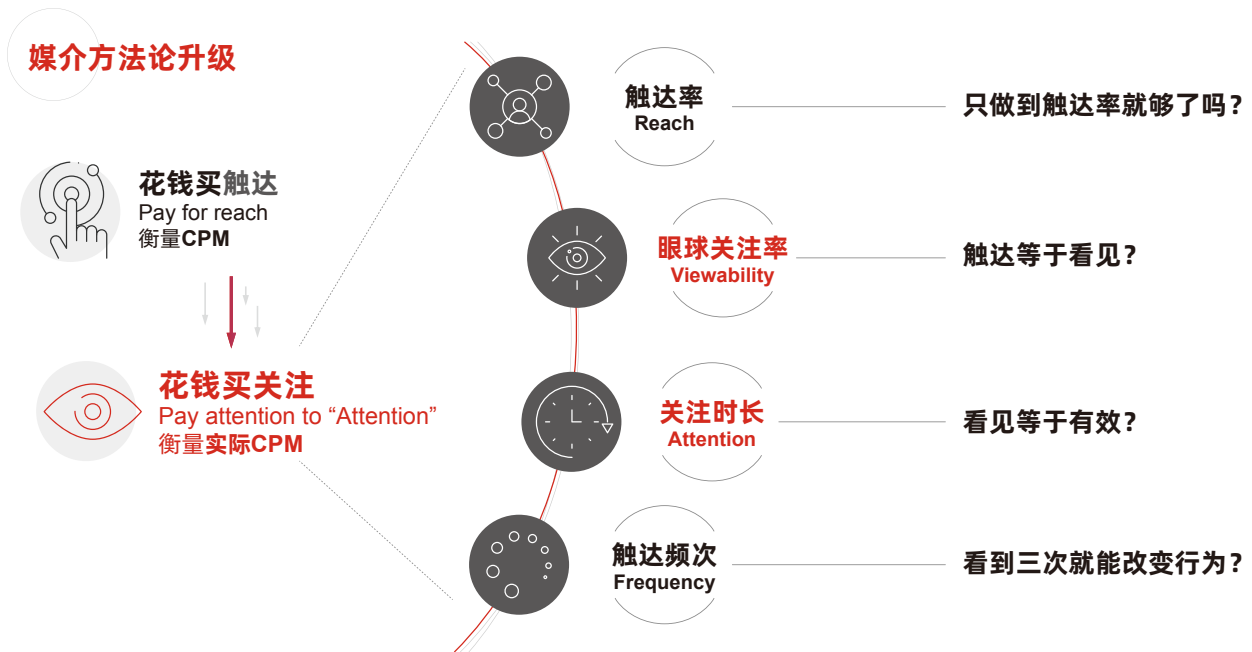 媒介方法论升级
花钱买触达
Pay for reach
衡量CPM
花钱买关注
Pay attention to “Attention”
衡量实际CPM
触达率
Reach
只做到触达率就够了吗?
眼球关注率
Viewability
触达等于看见?
关注时长
Attention
看见等于有效?
触达频次
Frequency
看到三次就能改变行为?